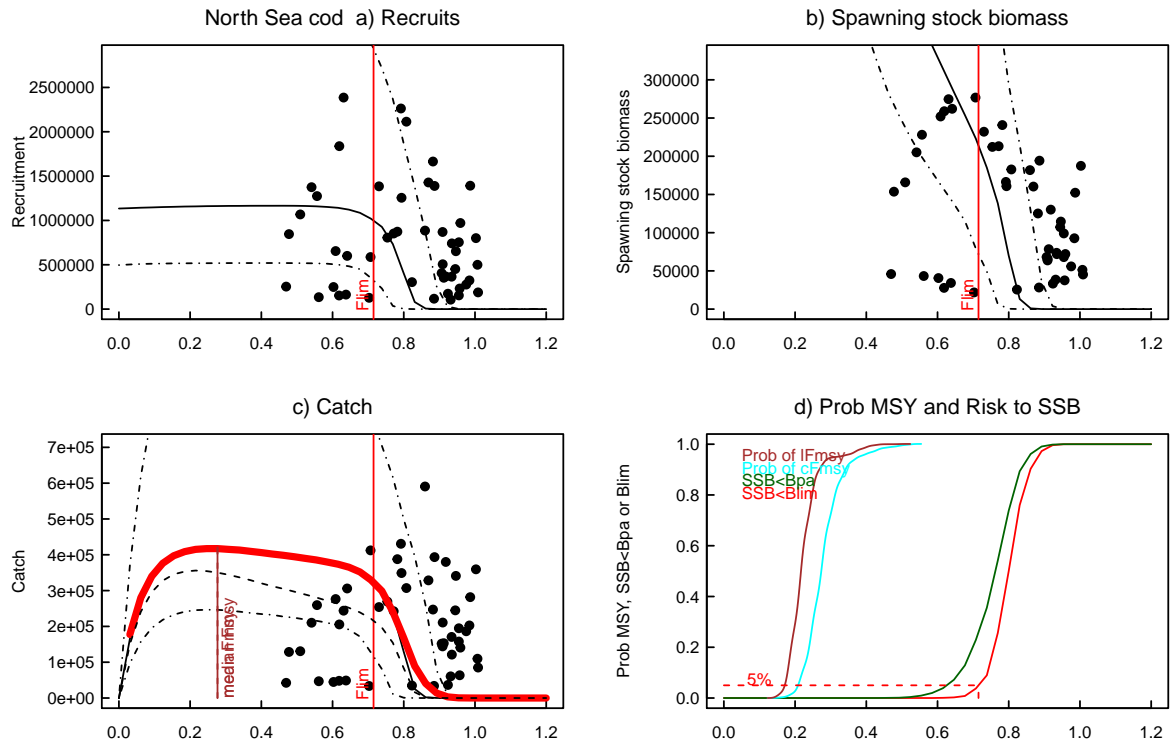 North Sea cod a) Recruits
Recruitment
2500000
2000000
1500000
1000000
500000
0
Flim
0.0 0.2 0.4 0.6 0.8 1.0 1.2
b) Spawning stock biomass
Spawning stock biomass
300000
250000
200000
150000
100000
50000
0
Flim
0.0 0.2 0.4 0.6 0.8 1.0 1.2
c) Catch
Catch
7e+05
6e+05
5e+05
4e+05
3e+05
2e+05
1e+05
0e+00
Flim
0.0 0.2 0.4 0.6 0.8 1.0 1.2
d) Prob MSY and Risk to SSB
Prob MSY, SSB<Bpa or Blim
1.0
0.8
0.6
0.4
0.2
0.0
Prob of lFmsy
Prob of cFmsy
SSB<Bpa
SSB<Blim
5%
0.0 0.2 0.4 0.6 0.8 1.0 1.2